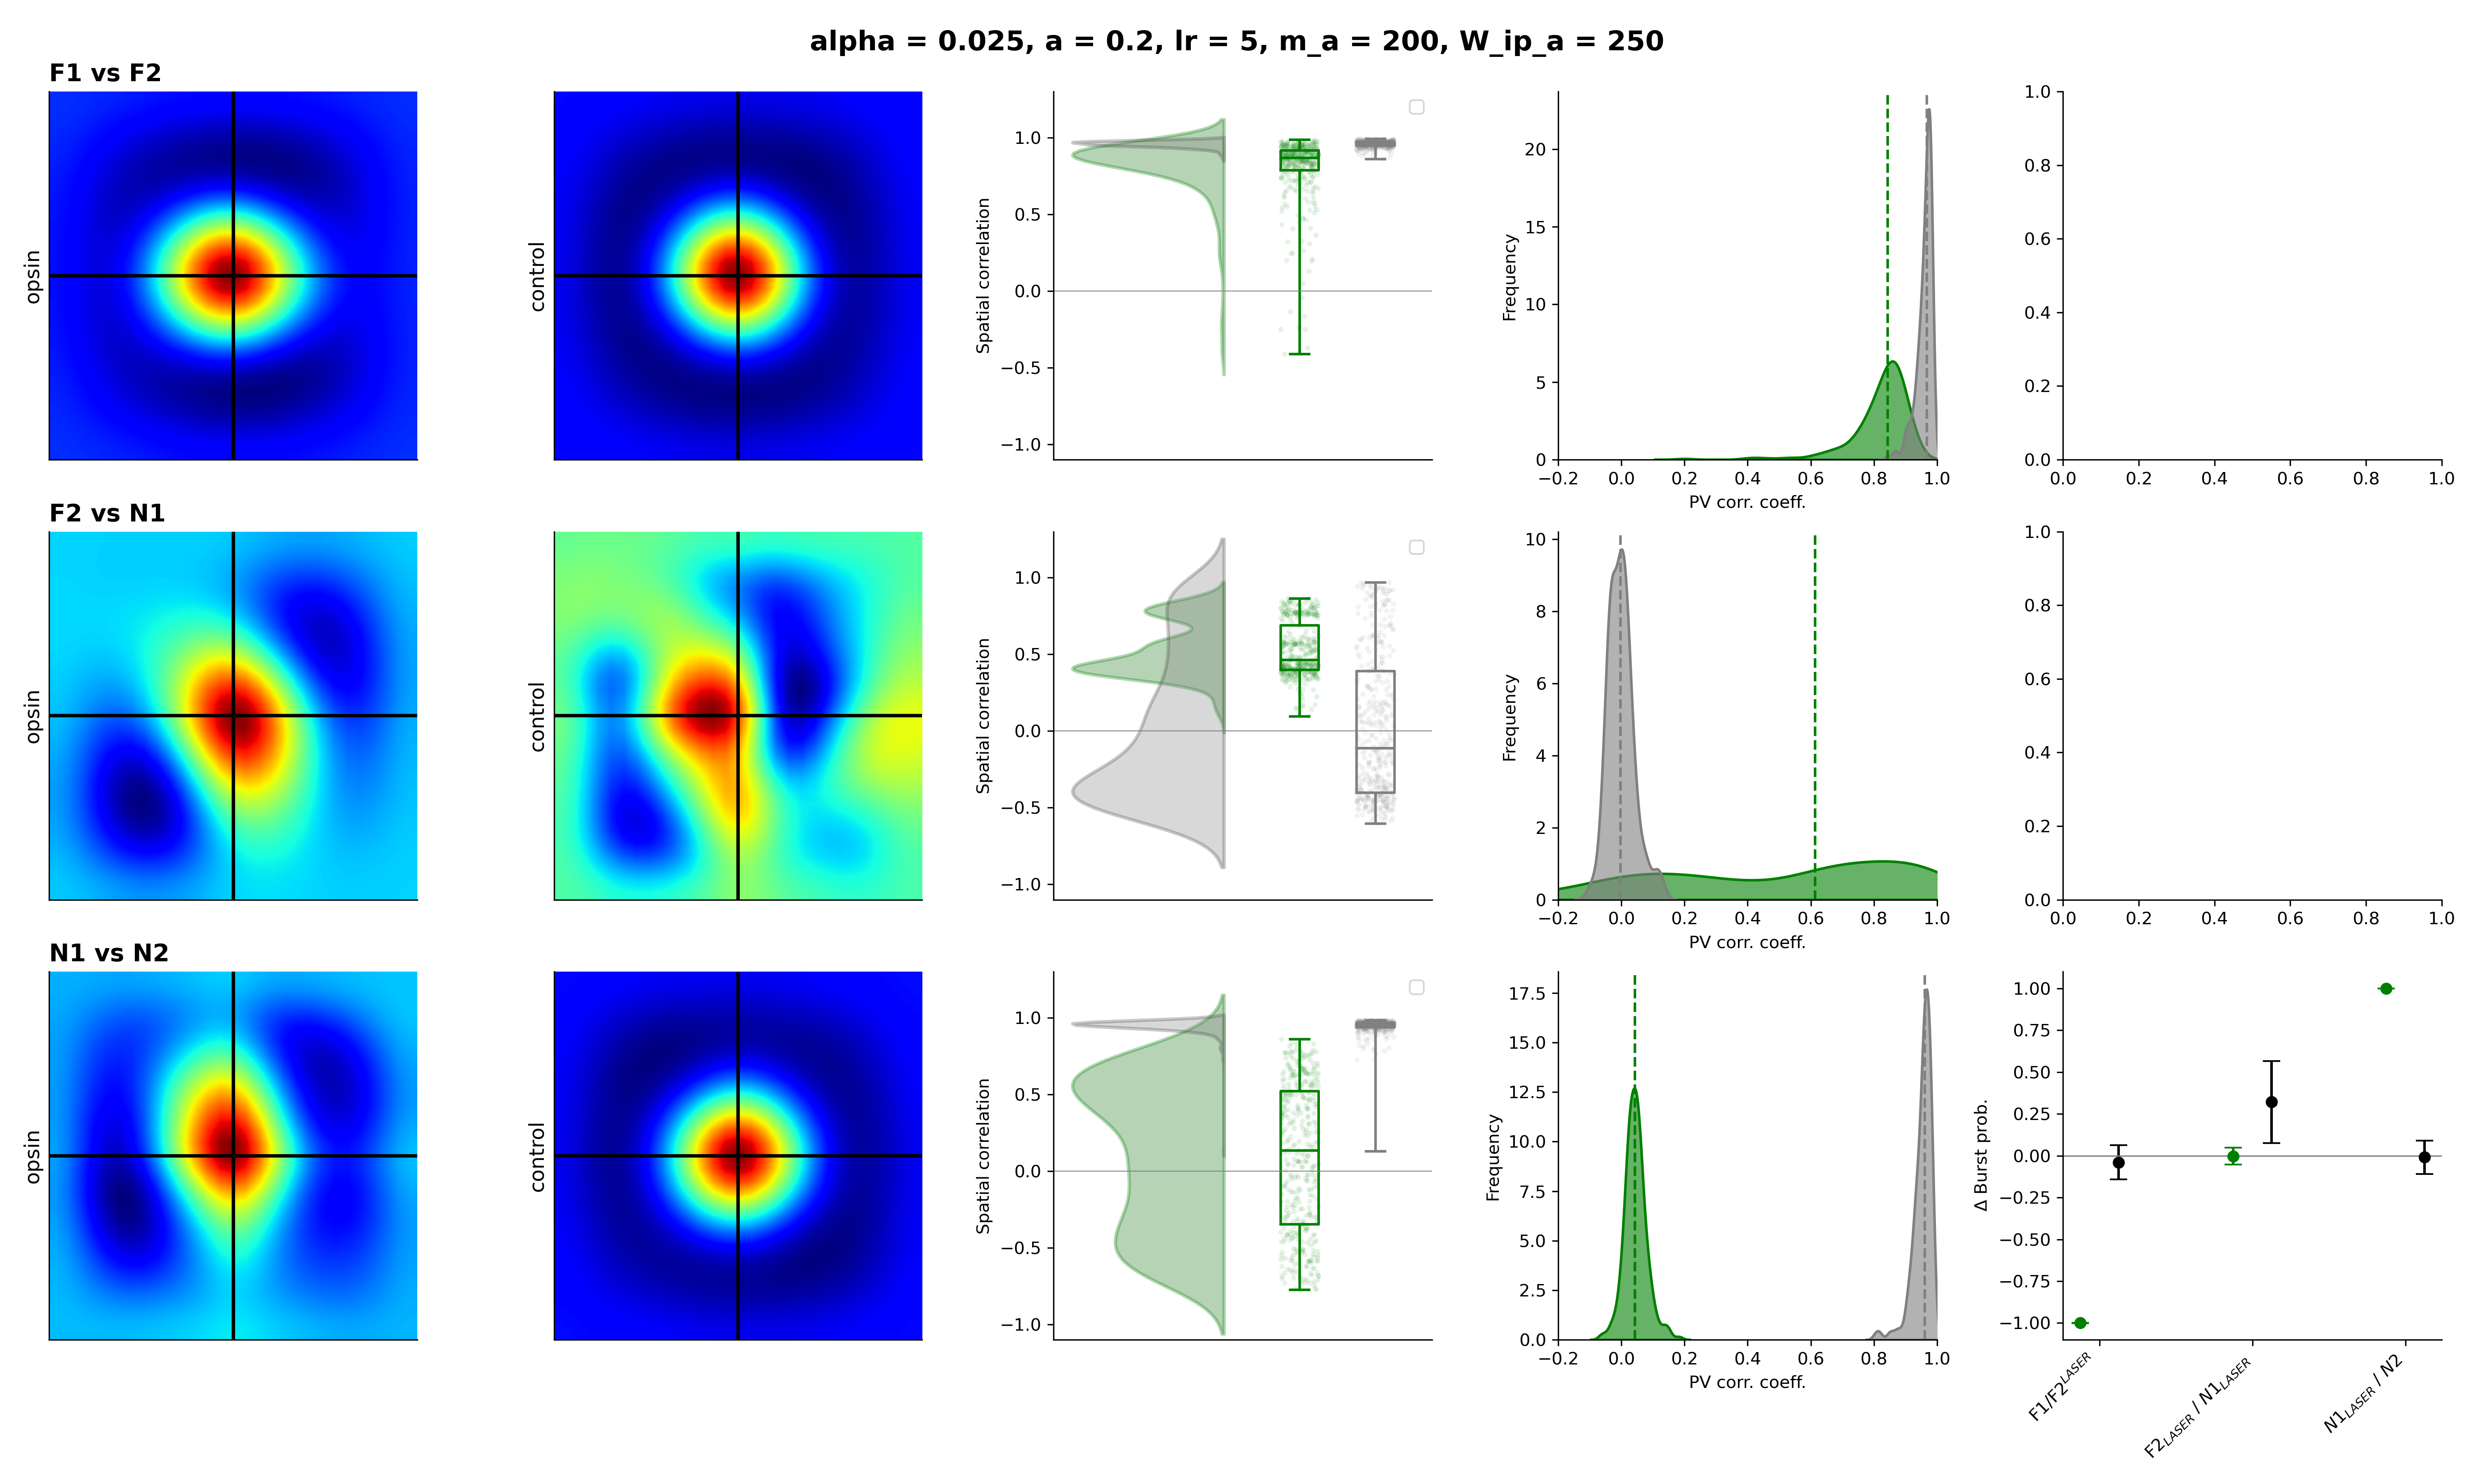 alpha = 0.025, a = 0.2, lr = 5, m_a = 200, W_ip_a = 250
F1 vs F2
opsin
control
Spatial correlation
1.0
0.5
0.0
−0.5
−1.0
Frequency
20
15
10
5
0
−0.2 0.0 0.2 0.4 0.6 0.8 1.0
PV corr. coeff.
1.0
0.8
0.6
0.4
0.2
0.0
0.0 0.2 0.4 0.6 0.8 1.0
F2 vs N1
opsin
control
Spatial correlation
1.0
0.5
0.0
−0.5
−1.0
Frequency
10
8
6
4
2
0
−0.2 0.0 0.2 0.4 0.6 0.8 1.0
PV corr. coeff.
1.0
0.8
0.6
0.4
0.2
0.0
0.0 0.2 0.4 0.6 0.8 1.0
N1 vs N2
opsin
control
Spatial correlation
1.0
0.5
0.0
−0.5
−1.0
Frequency
17.5
15.0
12.5
10.0
7.5
5.0
2.5
0.0
−0.2 0.0 0.2 0.4 0.6 0.8 1.0
PV corr. coeff.
Δ Burst prob.
1.00
0.75
0.50
0.25
0.00
−0.25
−0.50
−0.75
−1.00
F1/F2^LASER
F2_LASER / N1_LASER
N1_LASER / N2